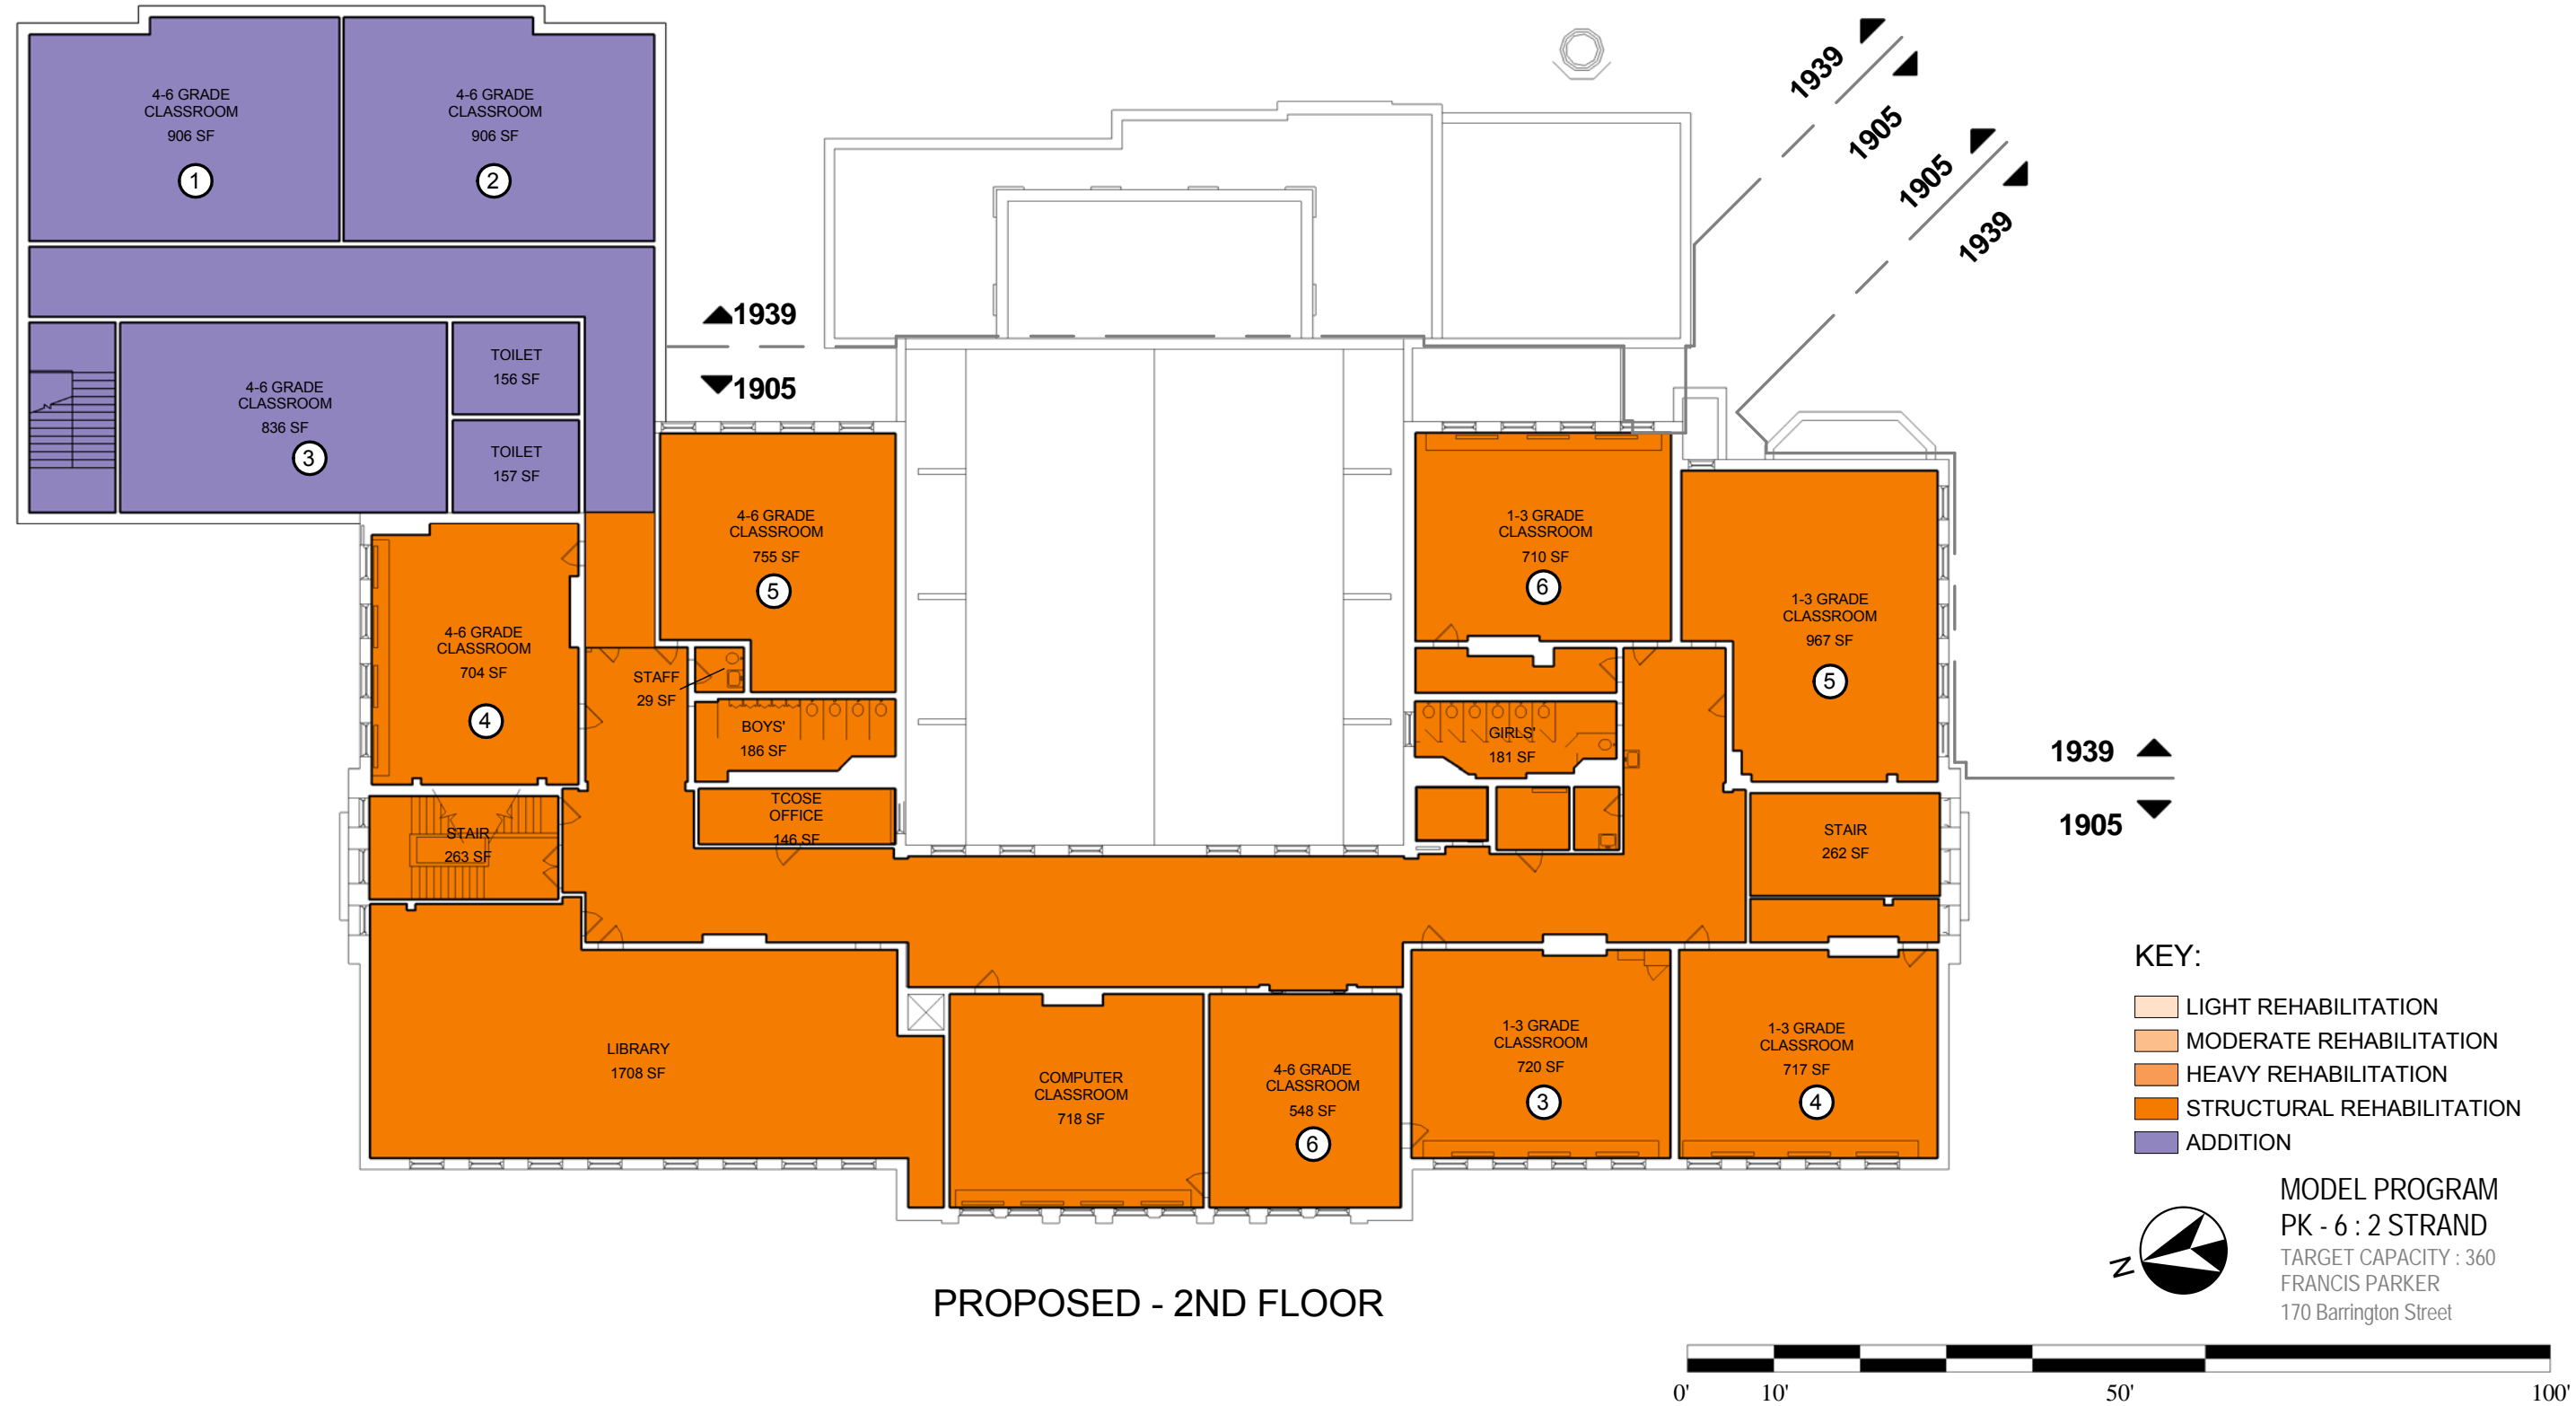 4-6 GRADE
CLASSROOM
906 SF
1
4-6 GRADE
CLASSROOM
906 SF
2
4-6 GRADE
CLASSROOM
836 SF
3
TOILET
156 SF
TOILET
157 SF
1939
1905
1939
1905
1905
1939
4-6 GRADE
CLASSROOM
755 SF
5
4-6 GRADE
CLASSROOM
704 SF
4
STAFF
29 SF
BOYS'
186 SF
TCOSE
OFFICE
146 SF
STAIR
263 SF
1-3 GRADE
CLASSROOM
710 SF
6
1-3 GRADE
CLASSROOM
967 SF
5
GIRLS'
181 SF
STAIR
262 SF
1939
1905
LIBRARY
1708 SF
COMPUTER
CLASSROOM
718 SF
4-6 GRADE
CLASSROOM
548 SF
6
1-3 GRADE
CLASSROOM
720 SF
3
1-3 GRADE
CLASSROOM
717 SF
4
KEY:
LIGHT REHABILITATION
MODERATE REHABILITATION
HEAVY REHABILITATION
STRUCTURAL REHABILITATION
ADDITION
N
MODEL PROGRAM
PK - 6 : 2 STRAND
TARGET CAPACITY : 360
FRANCIS PARKER
170 Barrington Street
PROPOSED - 2ND FLOOR
0' 10' 50' 100'